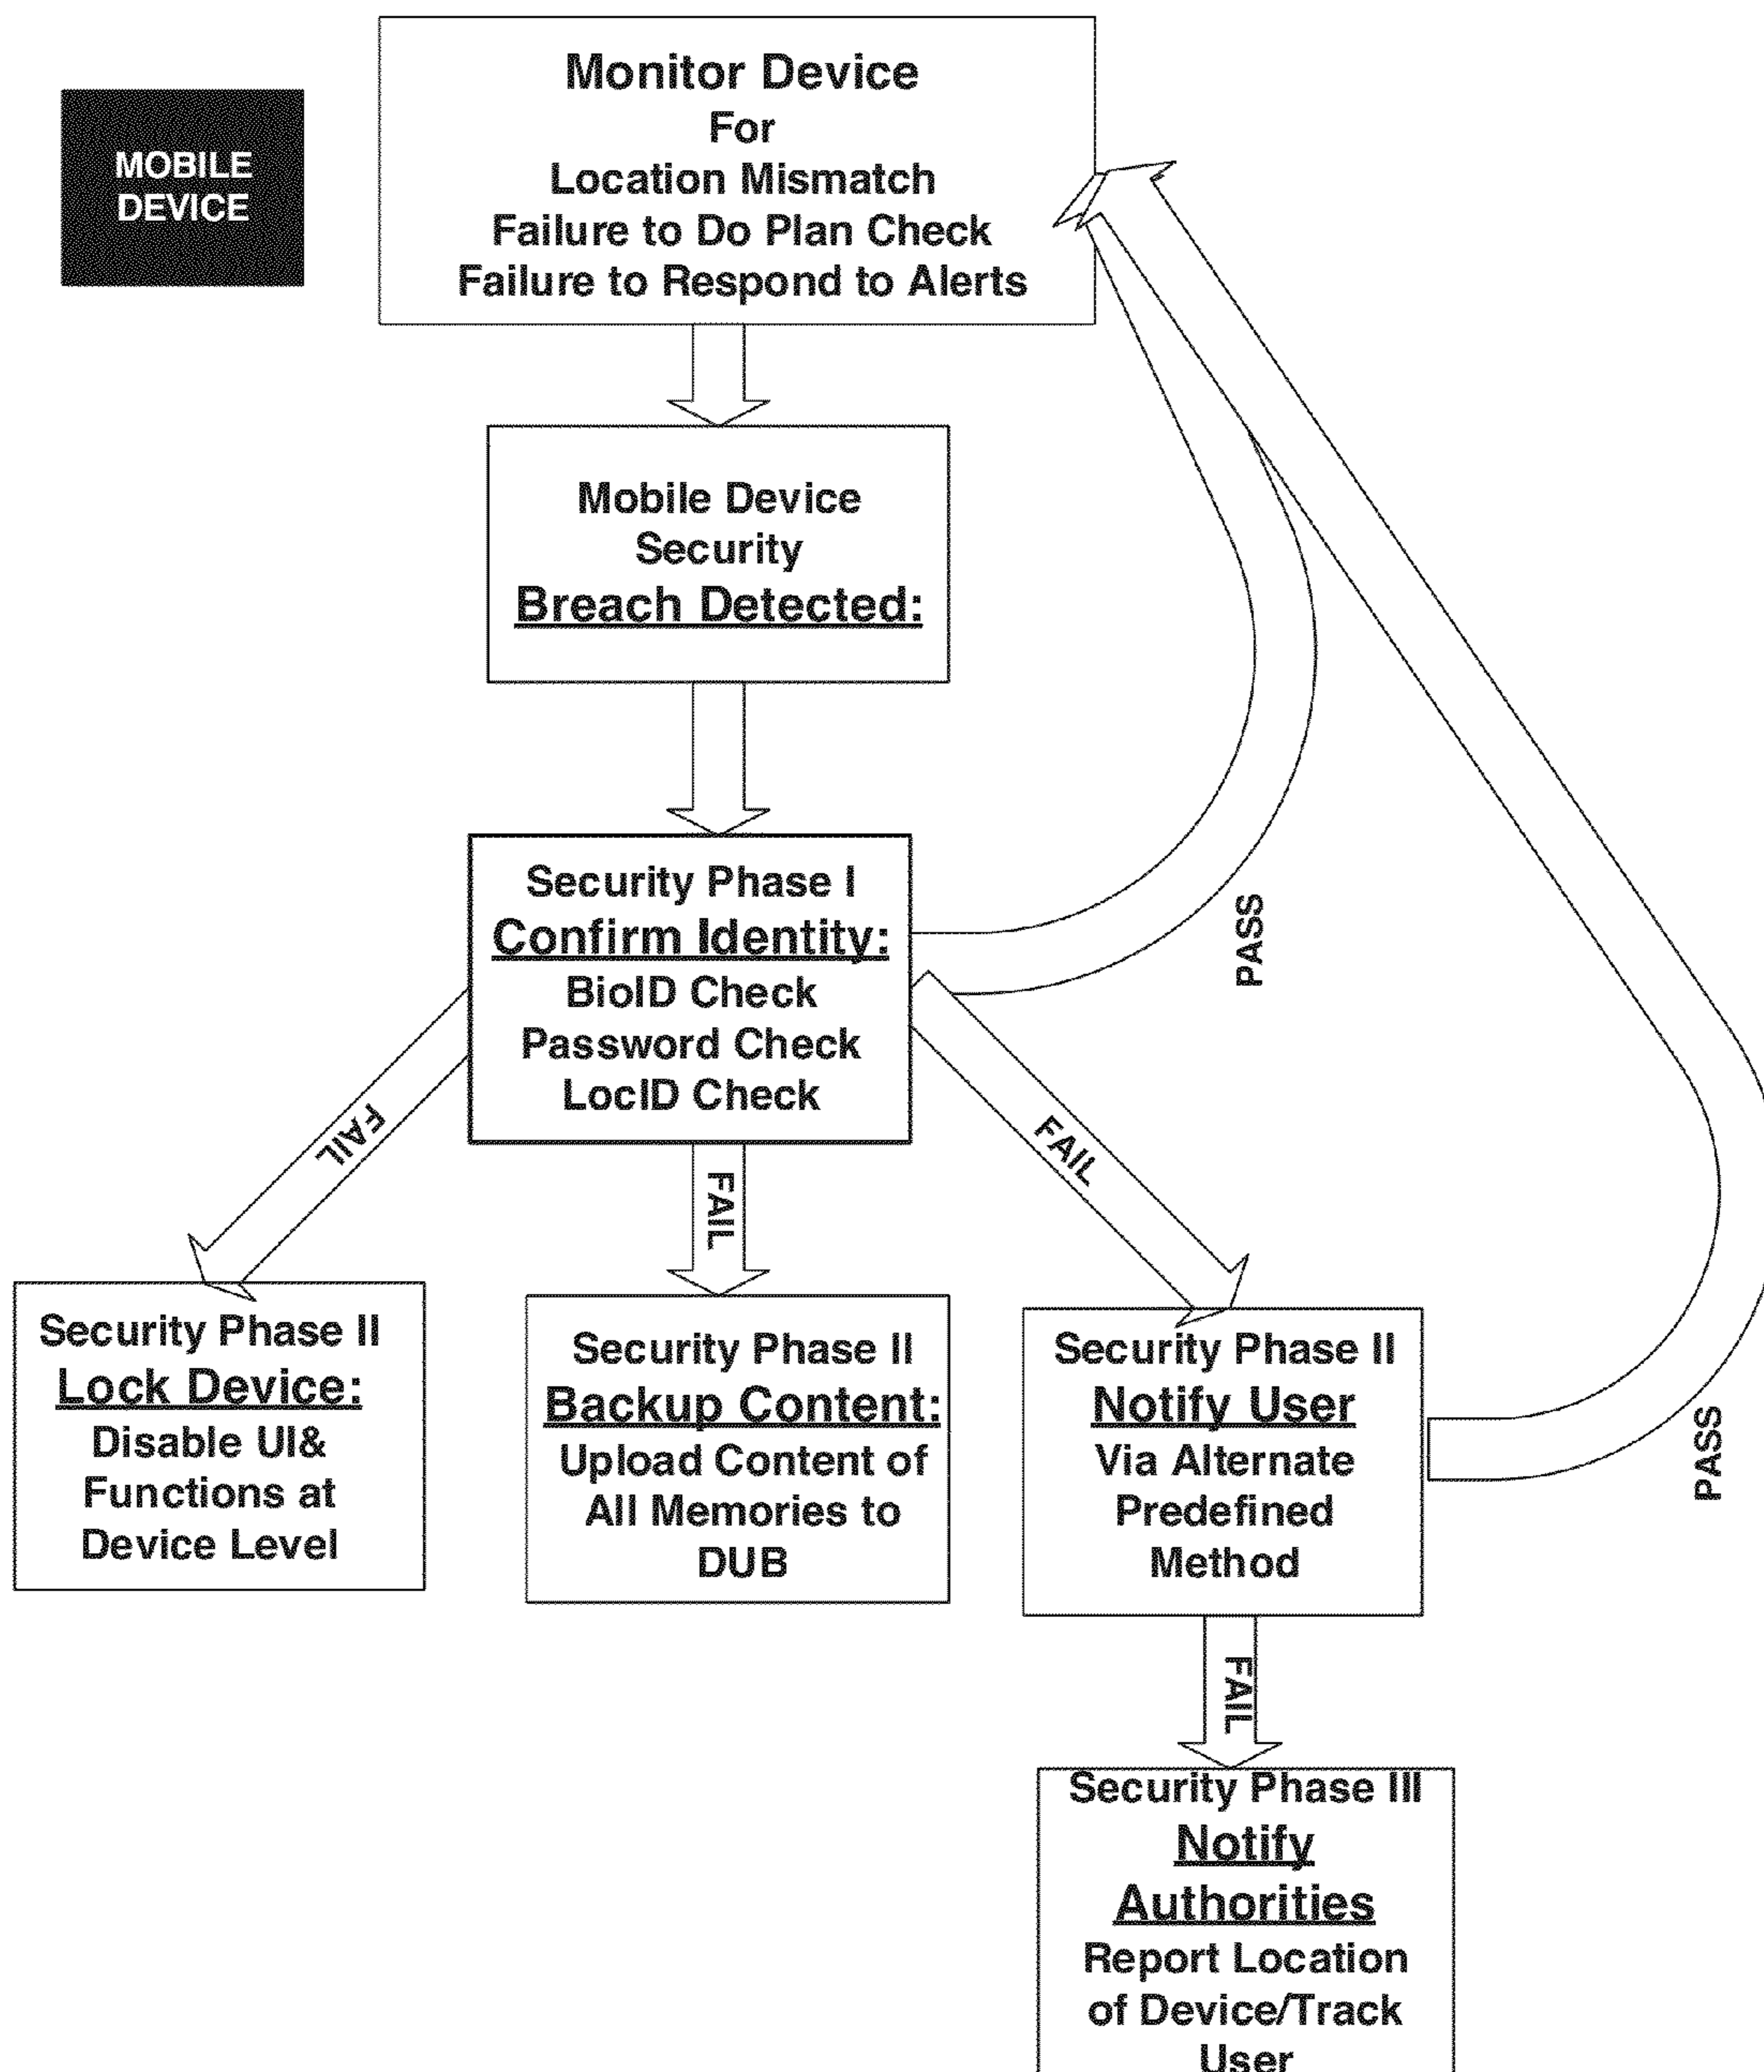 MOBILE
DEVICE
Monitor Device
For
Location Mismatch
Failure to Do Plan Check
Failure to Respond to Alerts
Mobile Device
Security
Breach Detected:
Security Phase I
Confirm Identity:
BioID Check
Password Check
LocID Check
PASS
FAIL
FAIL
FAIL
Security Phase II
Lock Device:
Disable UI&
Functions at
Device Level
Security Phase II
Backup Content:
Upload Content of
All Memories to
DUB
Security Phase II
Notify User
Via Alternate
Predefined
Method
PASS
FAIL
Security Phase III
Notify
Authorities
Report Location
of Device/Track
User